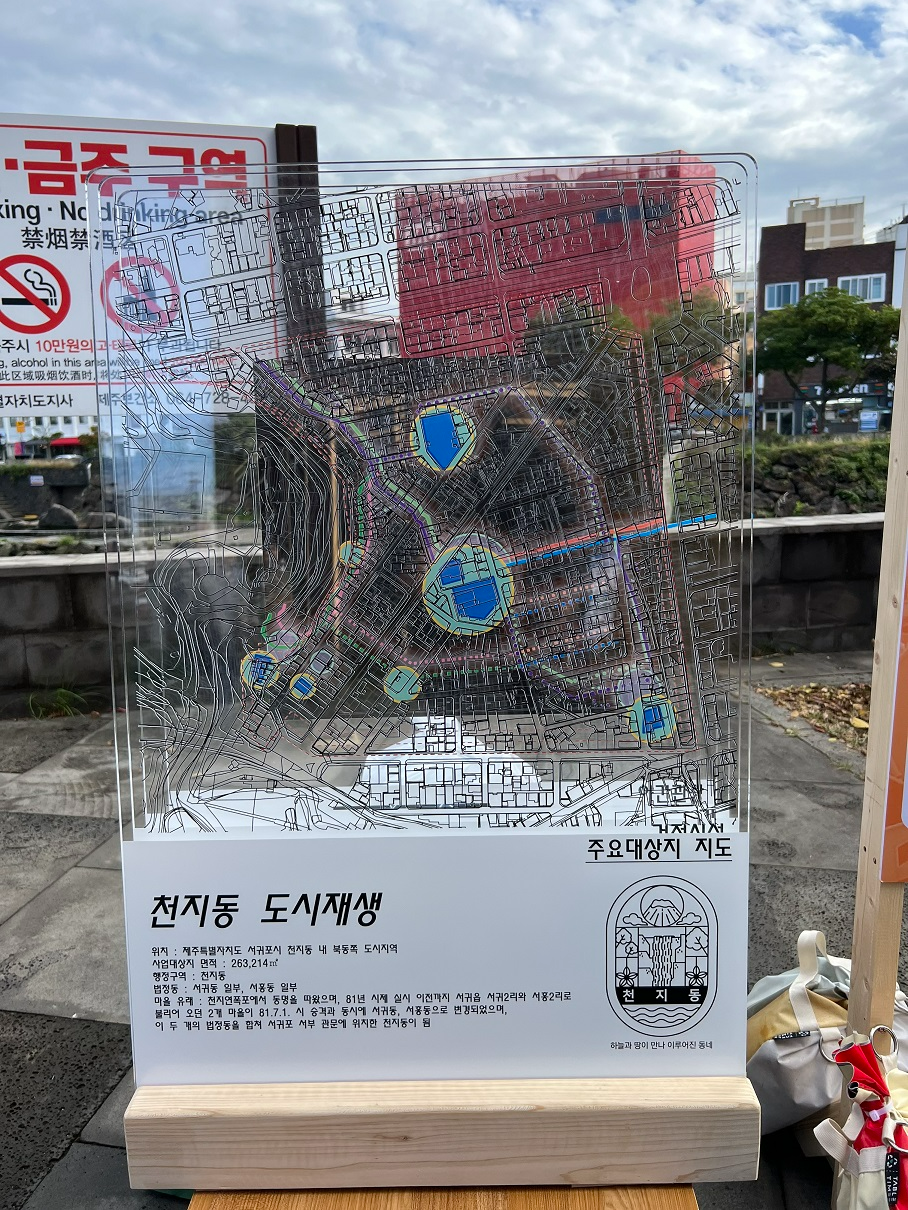 ·금주 구역
king · No drinking area
禁烟禁酒
10만원의
g, alcohol in this area
此区域吸烟饮酒时,
별자치도지사
주요대상지 지도
천지동 도시재생
위치 : 제주특별자지도 서귀포시 천지동 내 북동쪽 도시지역
사업대상지 면적 : 263,214㎡
행정구역 : 천지동
법정동 : 서귀동 일부, 서홍동 일부
마을 유래 : 천지연폭포에서 동명을 따왔으며, 81년 시제 실시 이전까지 서귀읍 서귀2리와 서홍2리로
불리어 오던 2개 마을이 81.7.1. 시 승격과 동시에 서귀동, 서홍동으로 변경되었으며,
이 두 개의 법정동을 합쳐 서귀포 서부 관문에 위치한 천지동이 됨
천 지 동
하늘과 땅이 만나 이루어진 동네